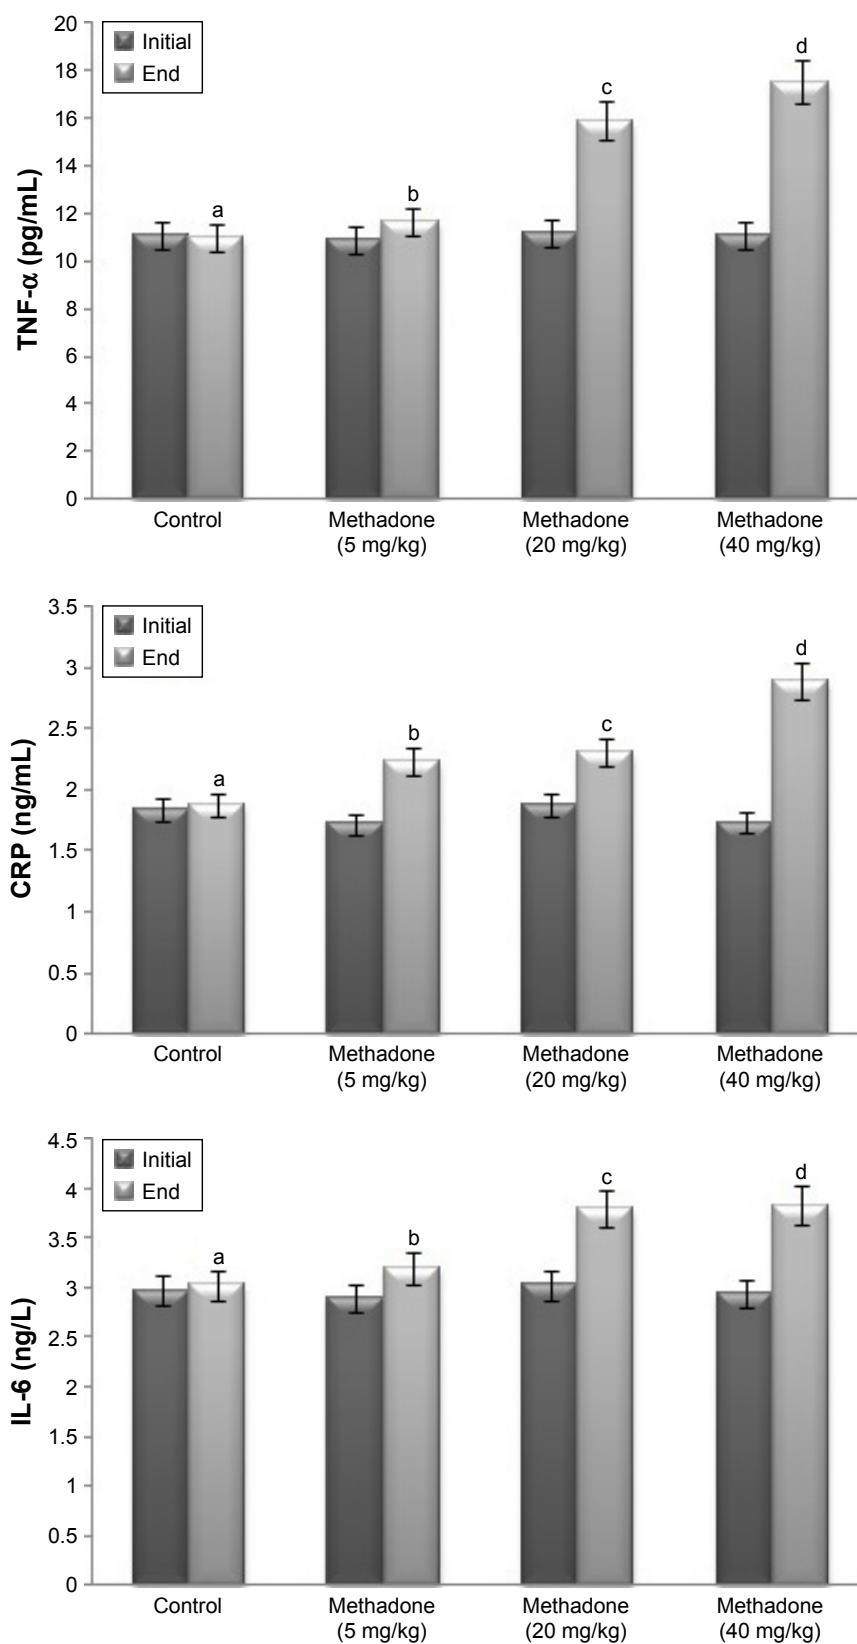 TNF-α (pg/mL)
20
18
16
14
12
10
8
6
4
2
0
Initial
End
a
b
c
d
Control
Methadone
(5 mg/kg)
Methadone
(20 mg/kg)
Methadone
(40 mg/kg)
CRP (ng/mL)
3.5
3
2.5
2
1.5
1
0.5
0
Initial
End
a
b
c
d
Control
Methadone
(5 mg/kg)
Methadone
(20 mg/kg)
Methadone
(40 mg/kg)
IL-6 (ng/L)
4.5
4
3.5
3
2.5
2
1.5
1
0.5
0
Initial
End
a
b
c
d
Control
Methadone
(5 mg/kg)
Methadone
(20 mg/kg)
Methadone
(40 mg/kg)